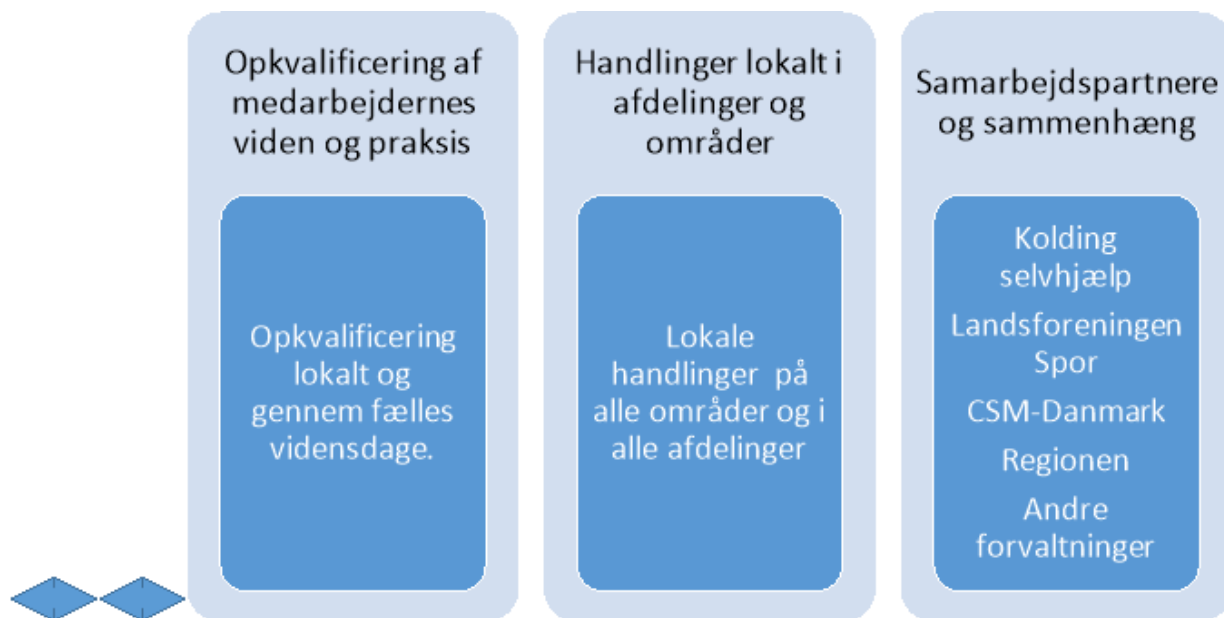 Opkvalificering af
medarbejdernes
viden og praksis
Opkvalificering
lokalt og
gennem fælles
vidensdage.
Handlinger lokalt i
afdelinger og
områder
Lokale
handlinger på
alle områder og i
alle afdelinger
Samarbejdspartnere
og sammenhæng
Kolding
selvhjælp
Landsforeningen
Spor
CSM-Danmark
Regionen
Andre
forvaltninger